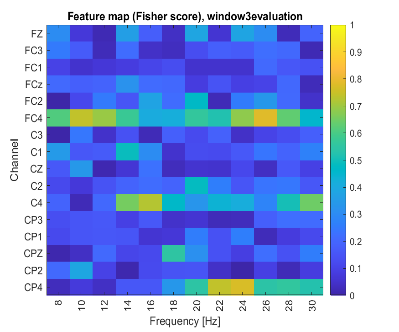 Feature map (Fisher score), window3evaluation
Channel
FZ
FC3
FC1
FCz
FC2
FC4
C3
C1
CZ
C2
C4
CP3
CP1
CPZ
CP2
CP4
8 10 12 14 16 18 20 22 24 26 28 30
Frequency [Hz]
1
0.9
0.8
0.7
0.6
0.5
0.4
0.3
0.2
0.1
0